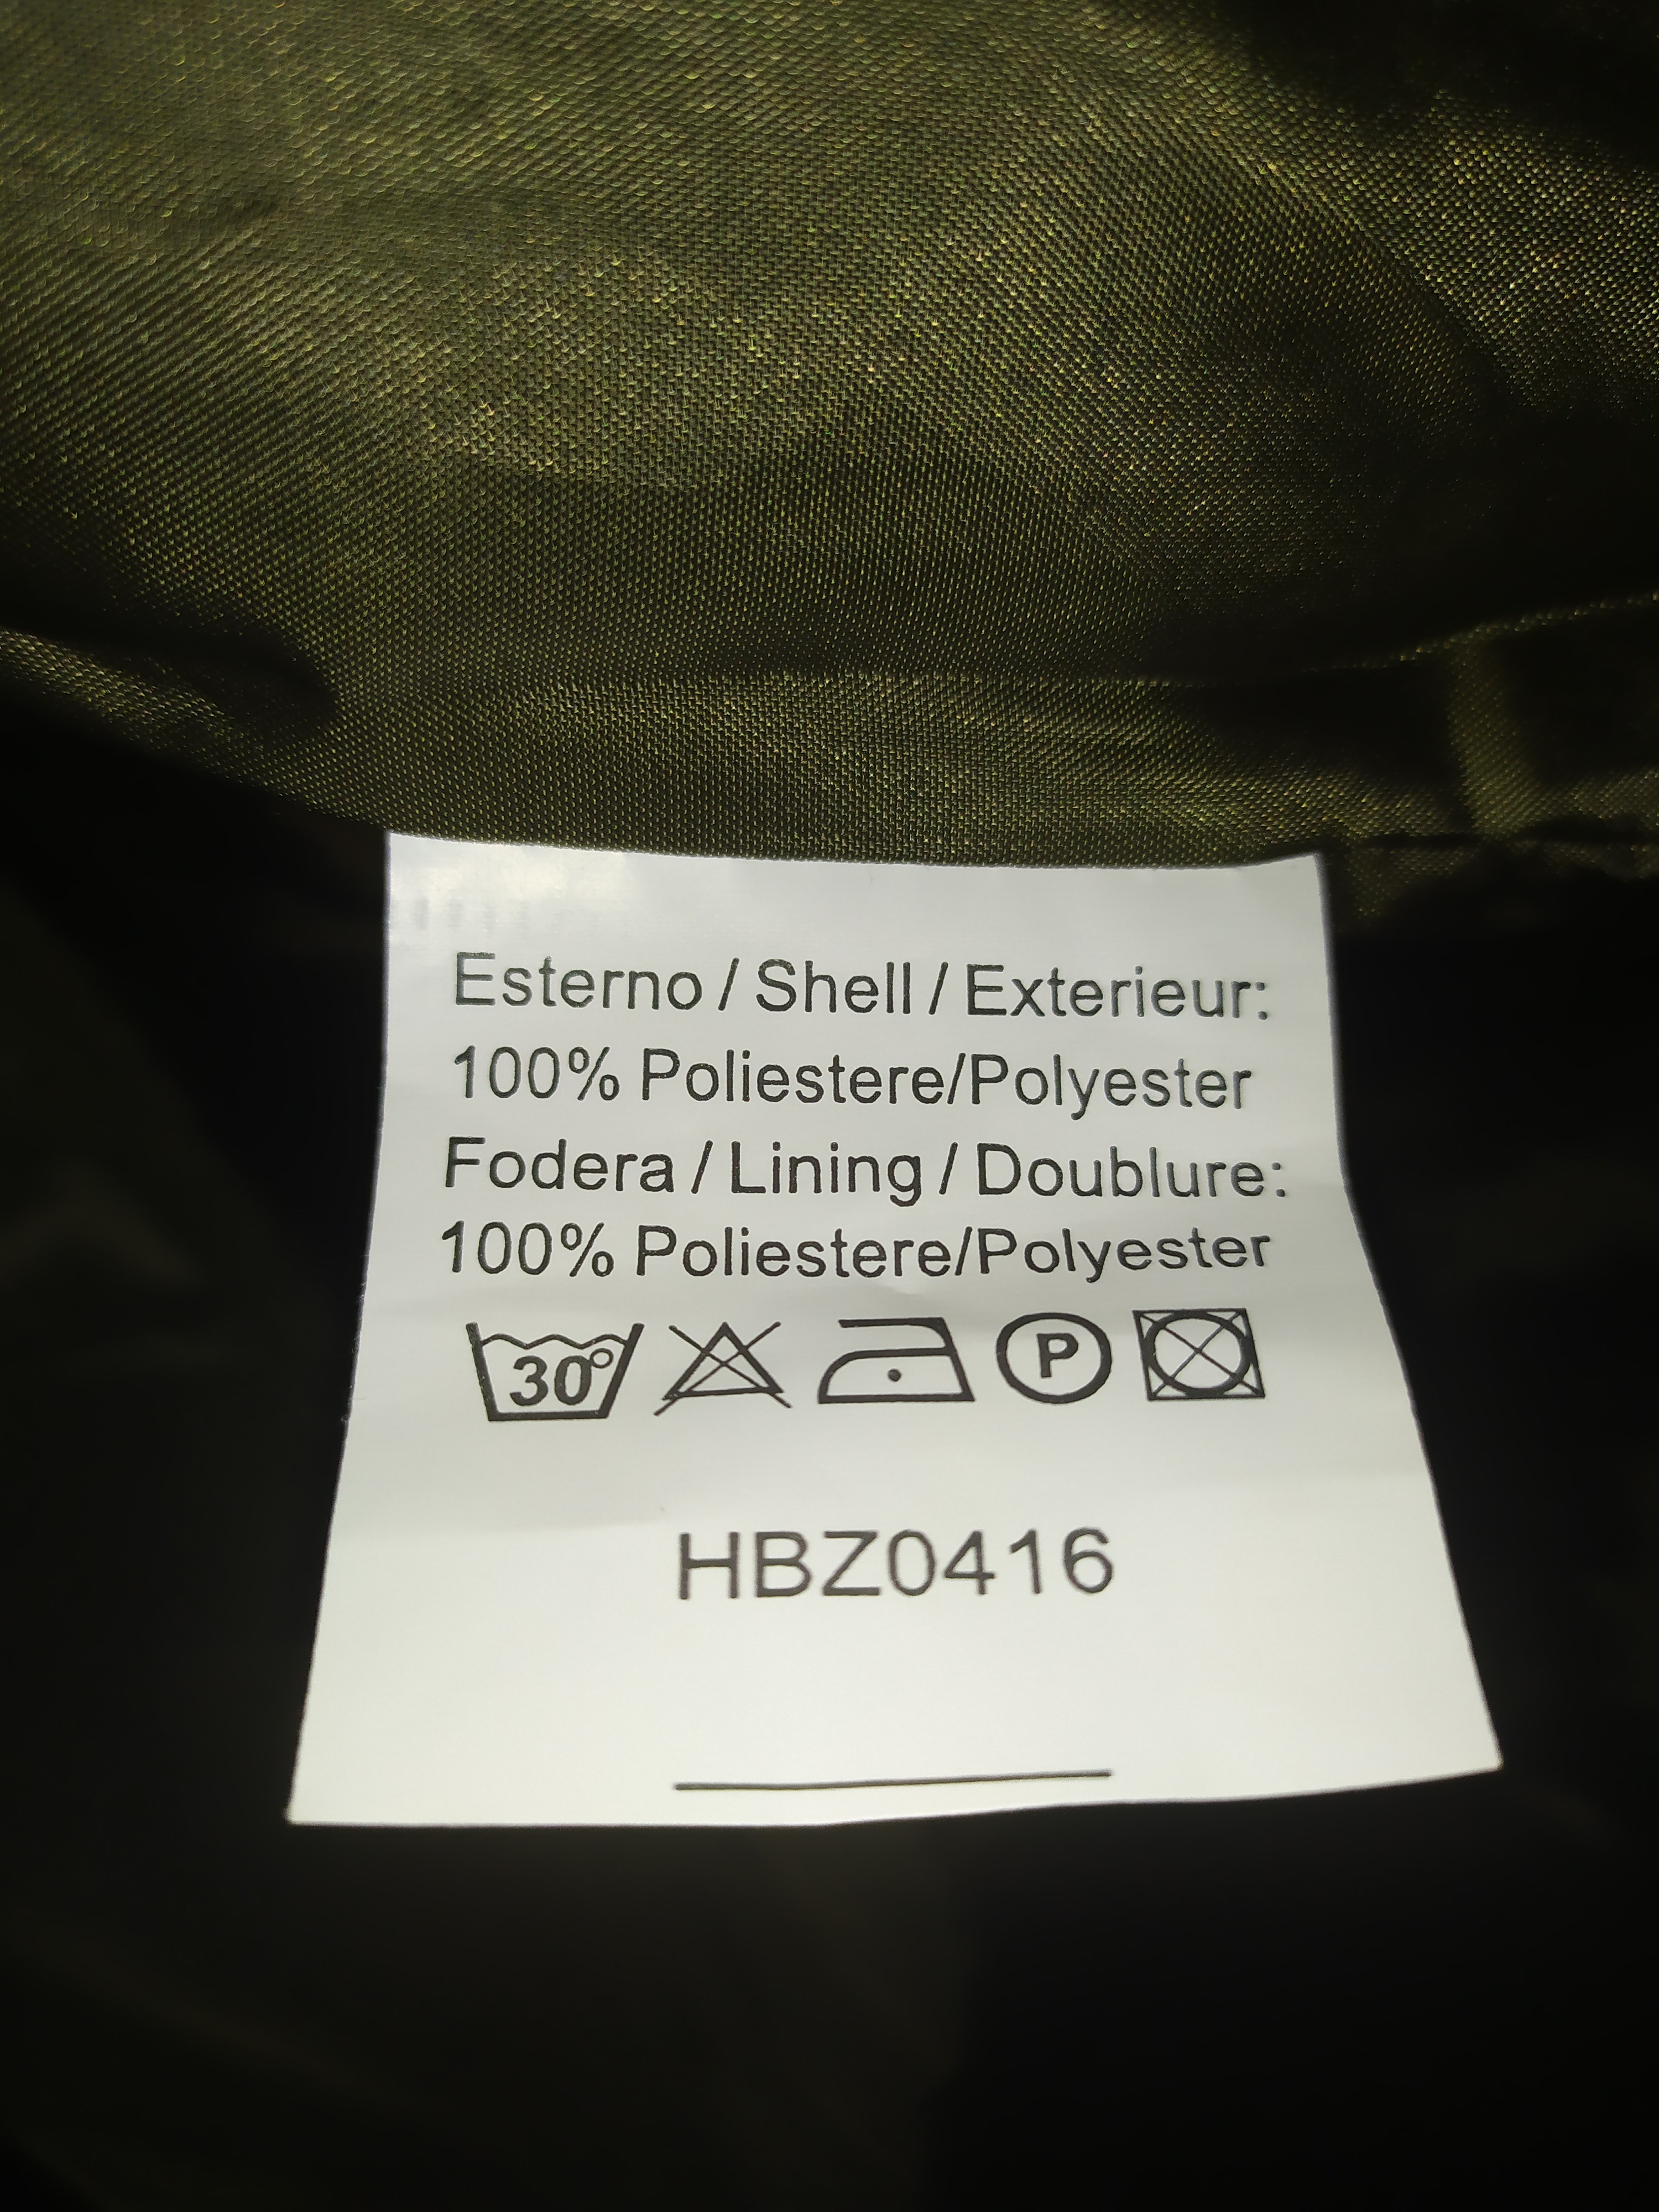 Esterno / Shell / Exterieur:
100% Poliestere/Polyester
Fodera / Lining / Doublure:
100% Poliestere/Polyester
30° P
HBZ0416